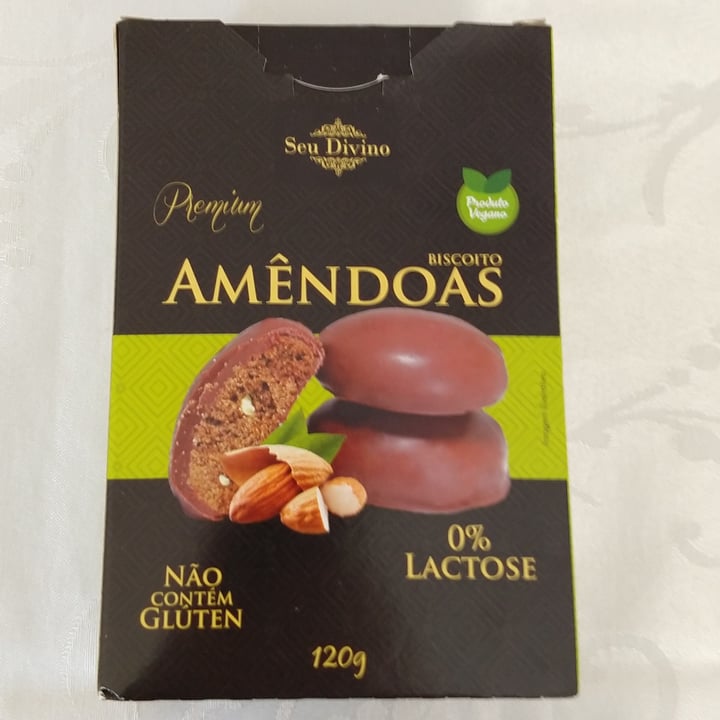 Seu Divino
Premium
Produto
Vegano
BISCOITO
AMÊNDOAS
0%
LACTOSE
NÃO
CONTÉM
GLÚTEN
120g